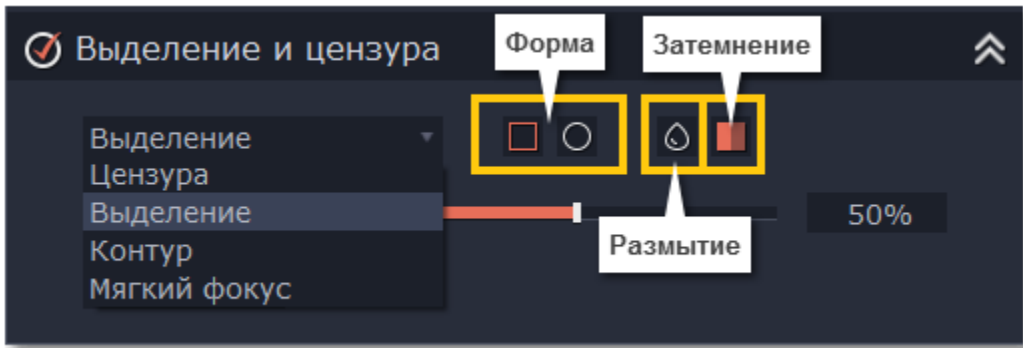 Выделение и цензура
Форма
Затемнение
Выделение
Цензура
Выделение
Контур
Мягкий фокус
50%
Размытие